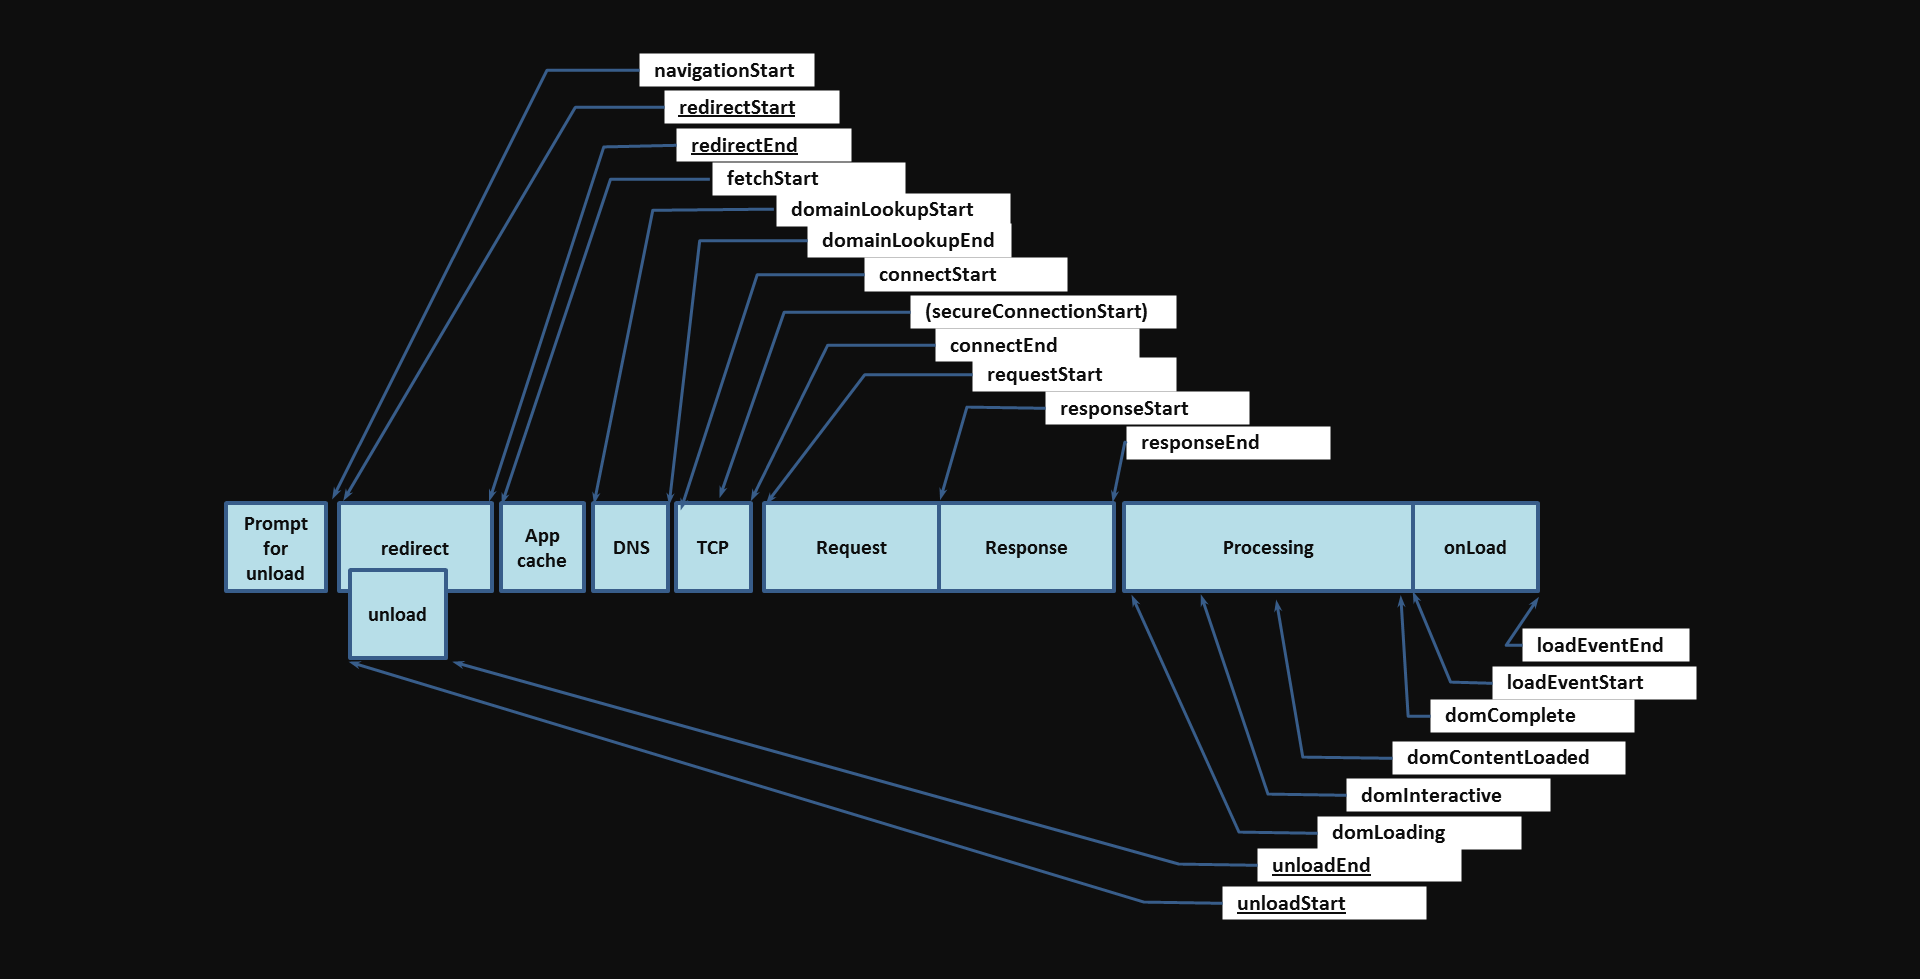 navigationStart
redirectStart
redirectEnd
fetchStart
domainLookupStart
domainLookupEnd
connectStart
(secureConnectionStart)
connectEnd
requestStart
responseStart
responseEnd
Prompt
for
unload
redirect
unload
App
cache
DNS
TCP
Request
Response
Processing
onLoad
loadEventEnd
loadEventStart
domComplete
domContentLoaded
domInteractive
domLoading
unloadEnd
unloadStart